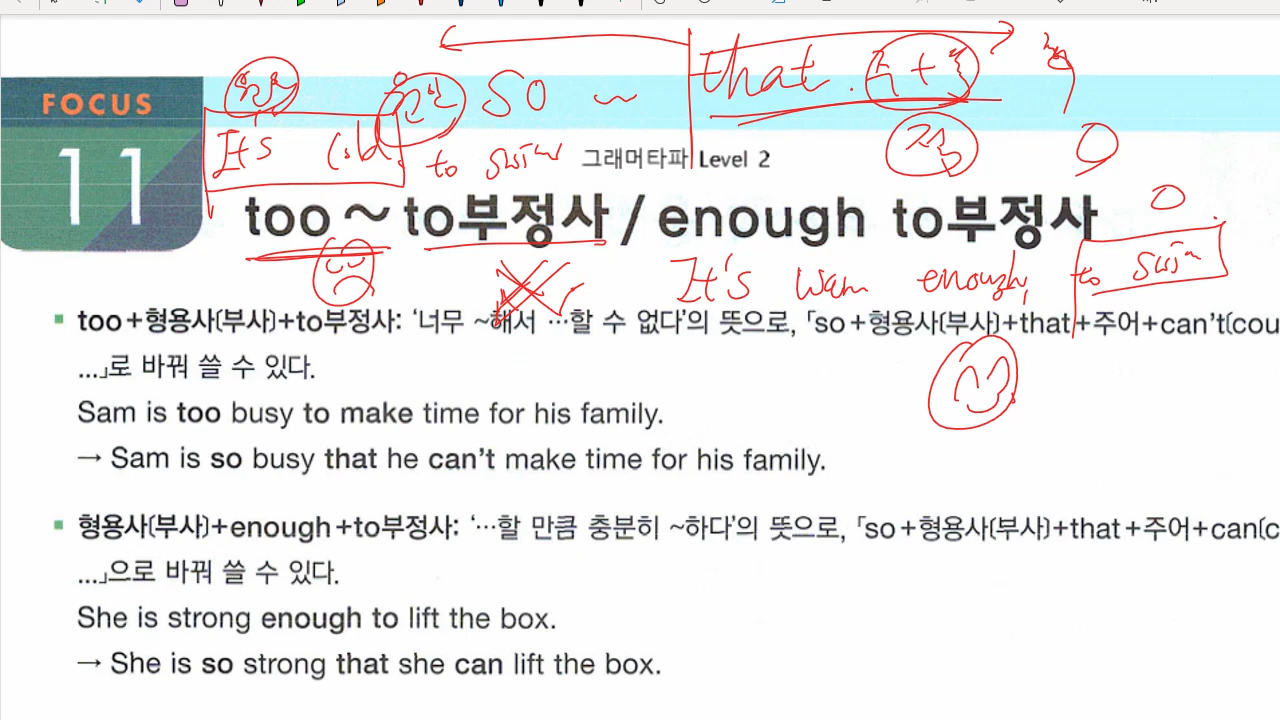 so ~ that. 주+동
FOCUS
11
It's cold. to swim
그래머타파 Level 2
too ~ to부정사 / enough to부정사
It's warm enough to swim
too+형용사(부사)+to부정사: '너무 ~해서 …할 수 없다'의 뜻으로, 「so+형용사(부사)+that+주어+can't(cou
…」로 바꿔 쓸 수 있다.
Sam is too busy to make time for his family.
→ Sam is so busy that he can't make time for his family.
형용사(부사)+enough+to부정사: '…할 만큼 충분히 ~하다'의 뜻으로, 「so+형용사(부사)+that+주어+can(c
…」으로 바꿔 쓸 수 있다.
She is strong enough to lift the box.
→ She is so strong that she can lift the box.